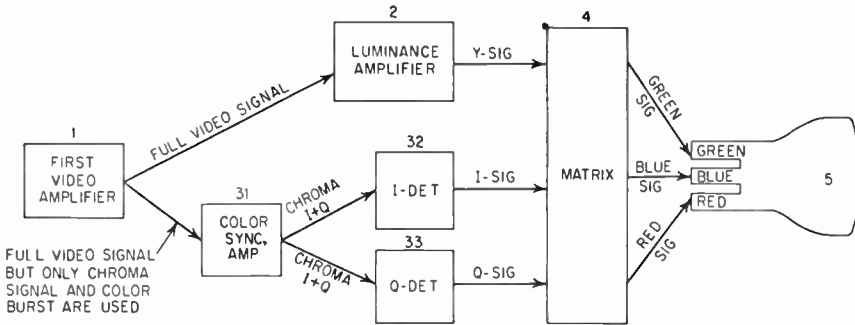 2
LUMINANCE
AMPLIFIER
Y-SIG
4
FULL VIDEO SIGNAL
GREEN
SIG
1
FIRST
VIDEO
AMPLIFIER
32
I-DET
I-SIG
MATRIX
BLUE
SIG
GREEN
BLUE
RED
5
31
COLOR
SYNC,
AMP
CHROMA
I+Q
CHROMA
I+Q
33
Q-DET
Q-SIG
RED
SIG
FULL VIDEO SIGNAL
BUT ONLY CHROMA
SIGNAL AND COLOR
BURST ARE USED